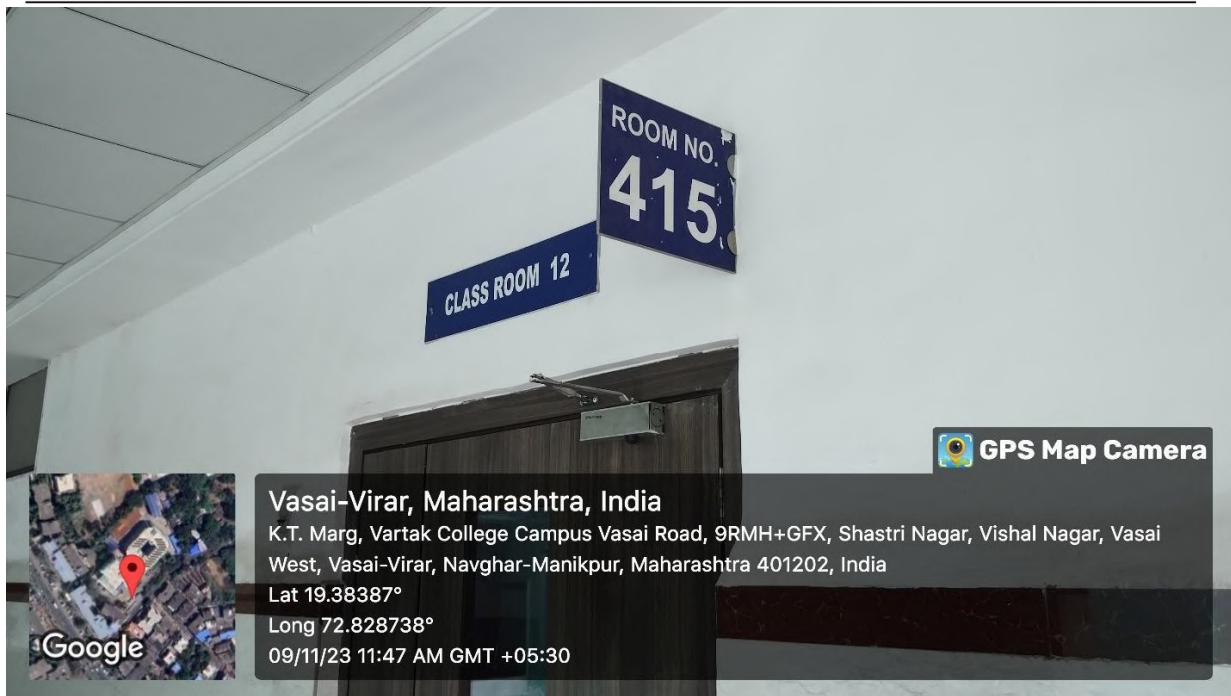 ROOM NO.
415
CLASS ROOM 12
GPS Map Camera
Vasai-Virar, Maharashtra, India
K.T. Marg, Vartak College Campus Vasai Road, 9RMH+GFX, Shastri Nagar, Vishal Nagar, Vasai
West, Vasai-Virar, Navghar-Manikpur, Maharashtra 401202, India
Lat 19.38387°
Long 72.828738°
09/11/23 11:47 AM GMT +05:30
Google